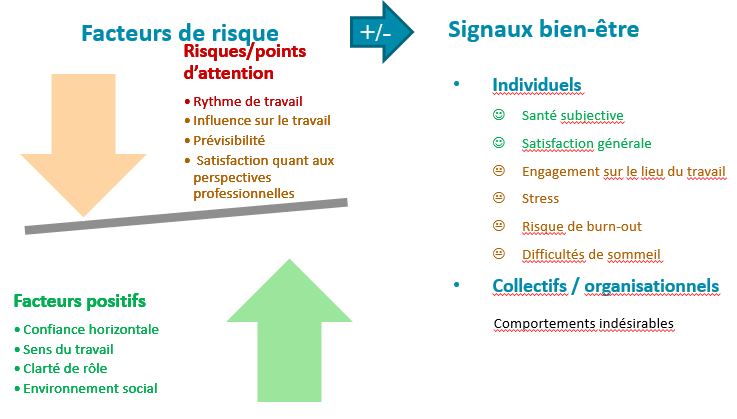 Facteurs de risque
Risques/points
d'attention
• Rythme de travail
• Influence sur le travail
• Prévisibilité
• Satisfaction quant aux
perspectives
professionnelles
Facteurs positifs
• Confiance horizontale
• Sens du travail
• Clarté de rôle
• Environnement social
+/-
Signaux bien-être
• Individuels
☺ Santé subjective
☺ Satisfaction générale
😐 Engagement sur le lieu du travail
😐 Stress
😐 Risque de burn-out
😐 Difficultés de sommeil
• Collectifs / organisationnels
Comportements indésirables